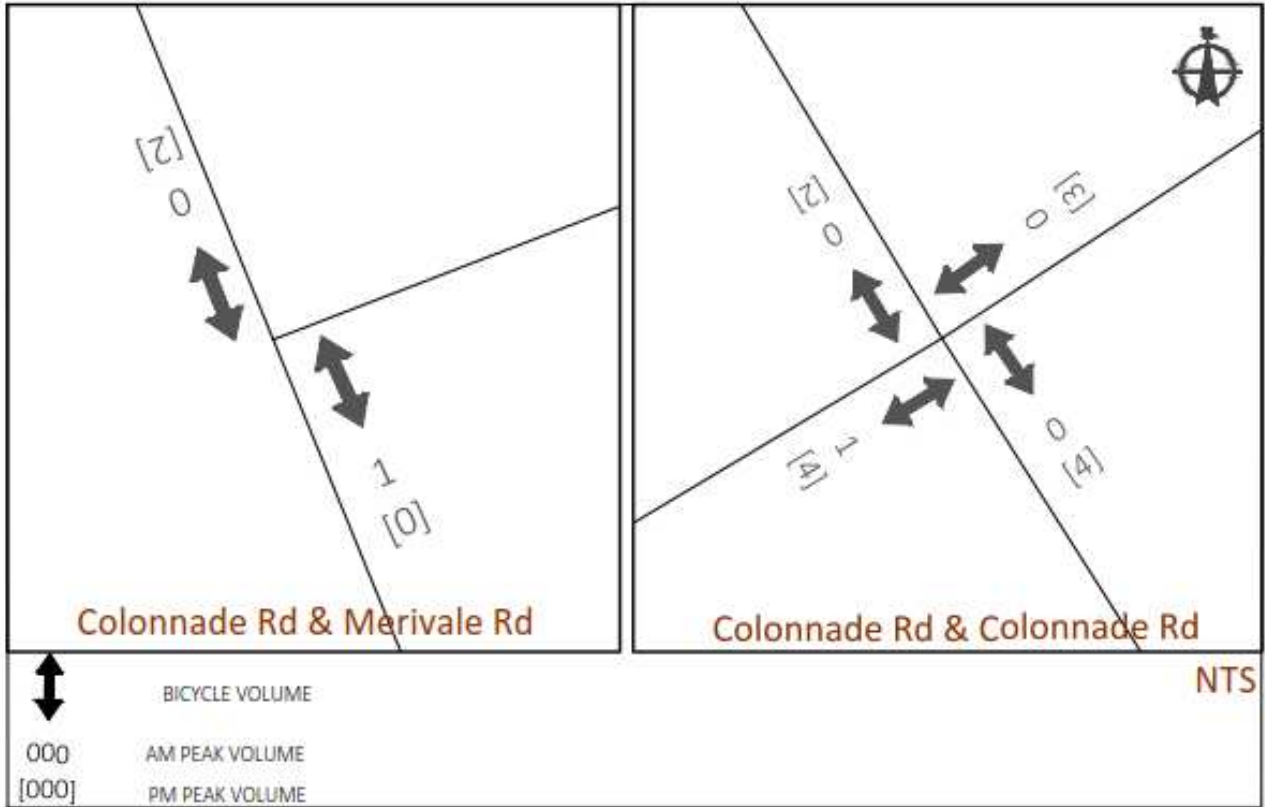 [2]
0
1
[0]
Colonnade Rd & Merivale Rd
[2]
0
[3]
0
1
[4]
0
[4]
Colonnade Rd & Colonnade Rd
NTS
BICYCLE VOLUME
000 AM PEAK VOLUME
[000] PM PEAK VOLUME